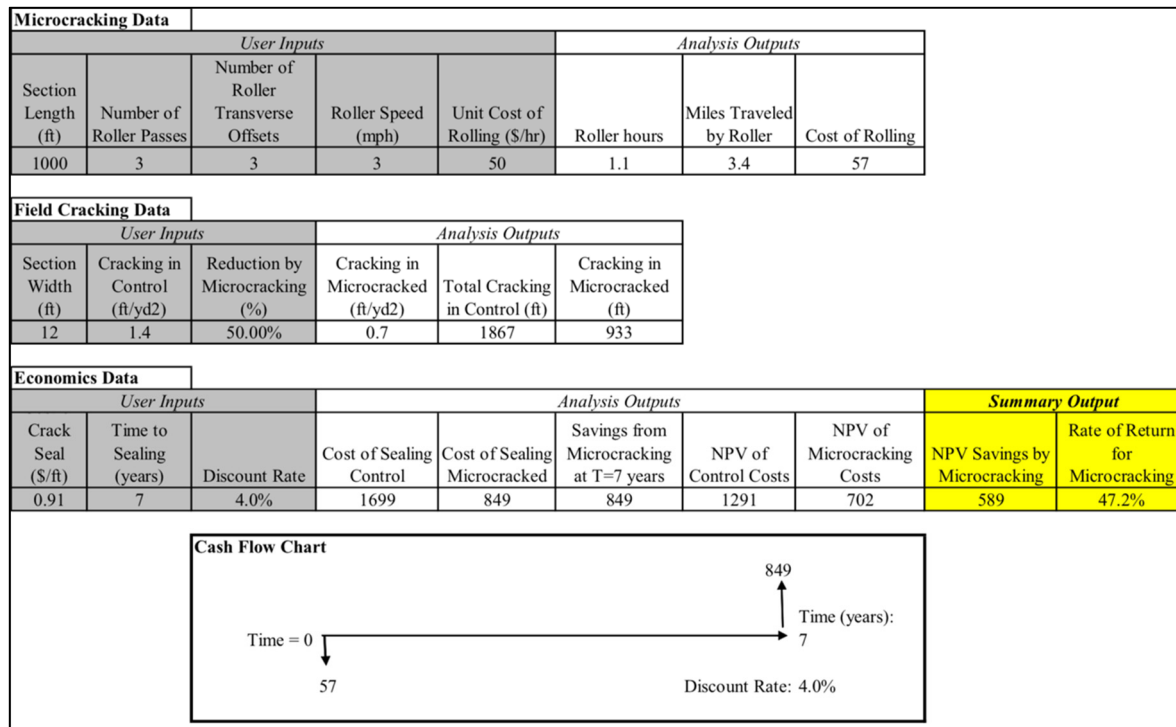 Microcracking Data
User Inputs
Analysis Outputs
Section Length (ft)
Number of Roller Passes
Number of Roller Transverse Offsets
Roller Speed (mph)
Unit Cost of Rolling ($/hr)
Roller hours
Miles Traveled by Roller
Cost of Rolling
1000 3 3 3 50 1.1 3.4 57
Field Cracking Data
User Inputs
Analysis Outputs
Section Width (ft)
Cracking in Control (ft/yd2)
Reduction by Microcracking (%)
Cracking in Microcracked (ft/yd2)
Total Cracking in Control (ft)
Cracking in Microcracked (ft)
12 1.4 50.00% 0.7 1867 933
Economics Data
User Inputs
Analysis Outputs
Summary Output
Crack Seal ($/ft)
Time to Sealing (years)
Discount Rate
Cost of Sealing Control
Cost of Sealing Microcracked
Savings from Microcracking at T=7 years
NPV of Control Costs
NPV of Microcracking Costs
NPV Savings by Microcracking
Rate of Return for Microcracking
0.91 7 4.0% 1699 849 849 1291 702 589 47.2%
Cash Flow Chart
849
Time (years):
Time = 0
7
57
Discount Rate: 4.0%